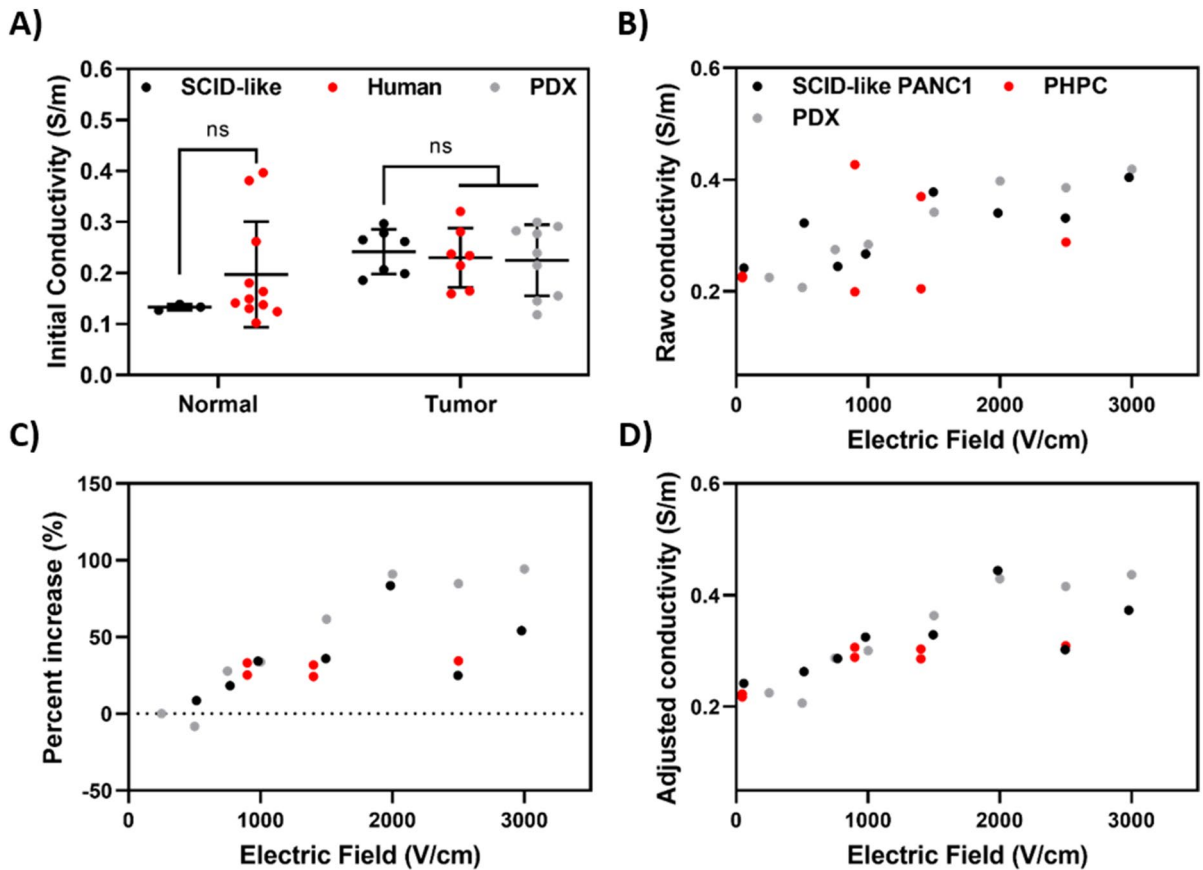 A)
Initial Conductivity (S/m)
0.6
0.5
0.4
0.3
0.2
0.1
0.0
SCID-like Human PDX
ns
ns
Normal Tumor
B)
Raw conductivity (S/m)
0.6
0.4
0.2
SCID-like PANC1 PHPC
PDX
0 1000 2000 3000
Electric Field (V/cm)
C)
Percent increase (%)
150
100
50
0
-50
0 1000 2000 3000
Electric Field (V/cm)
D)
Adjusted conductivity (S/m)
0.6
0.4
0.2
0 1000 2000 3000
Electric Field (V/cm)